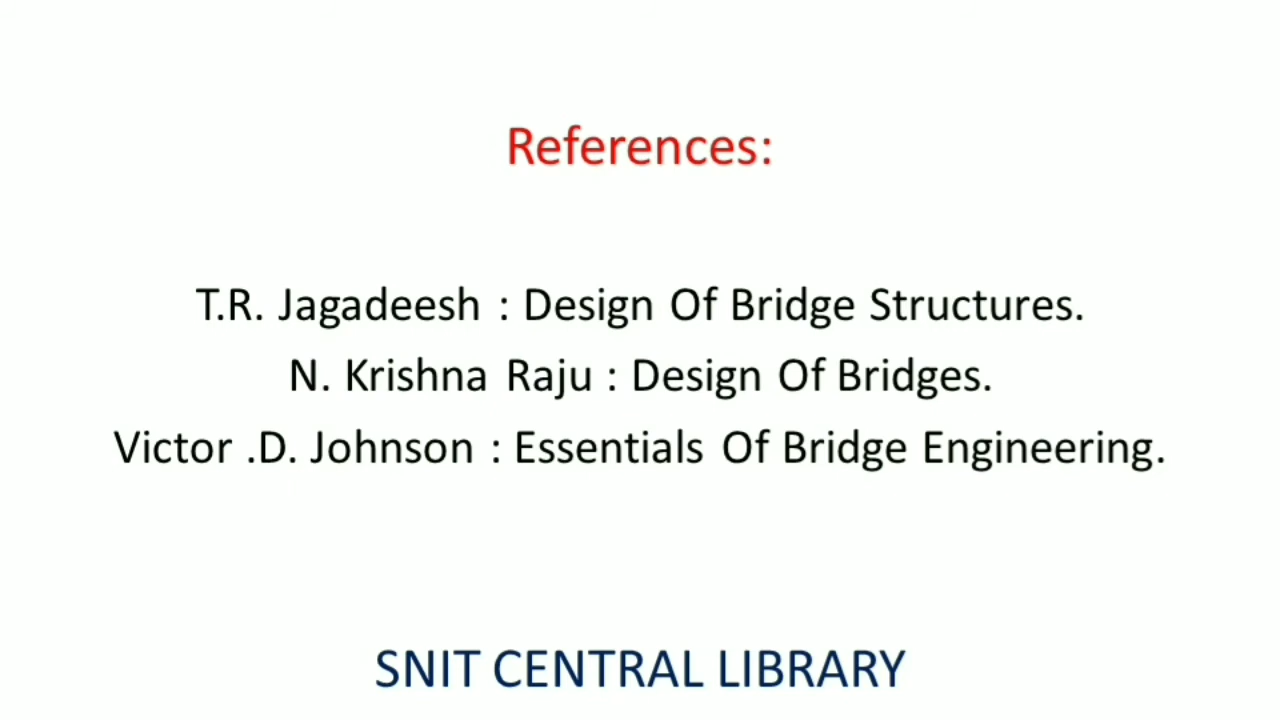 References:
T.R. Jagadeesh : Design Of Bridge Structures.
N. Krishna Raju : Design Of Bridges.
Victor .D. Johnson : Essentials Of Bridge Engineering.
SNIT CENTRAL LIBRARY